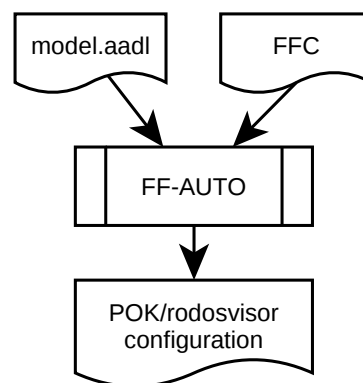 model.aadl
FFC
FF-AUTO
POK/rodosvisor
configuration